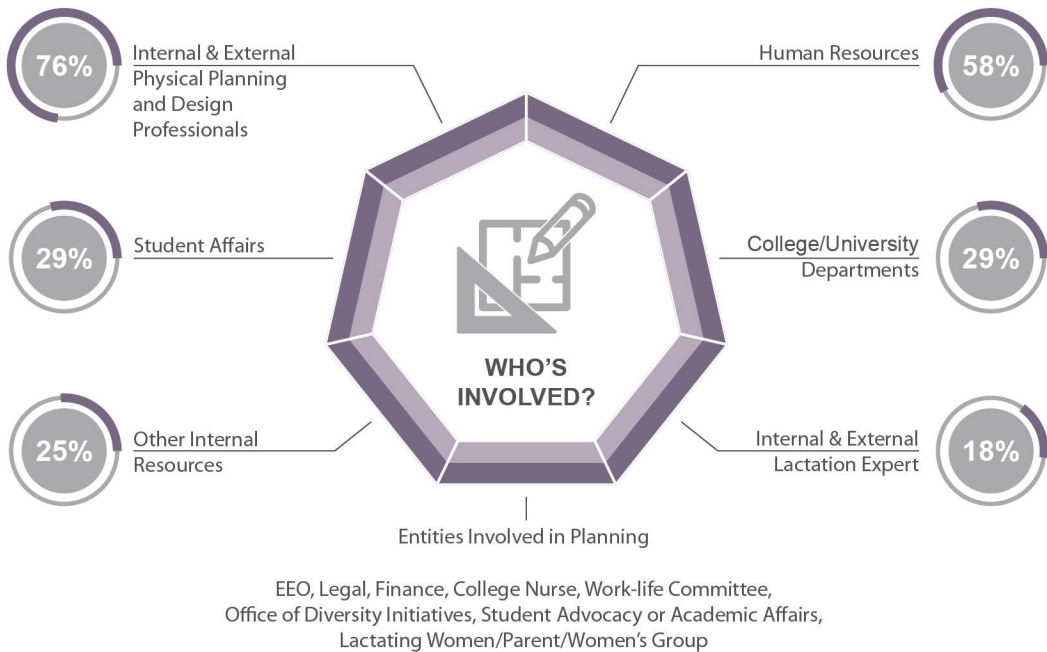 76%
Internal & External
Physical Planning
and Design
Professionals
Human Resources
58%
29%
Student Affairs
College/University
Departments
29%
WHO'S
INVOLVED?
25%
Other Internal
Resources
Internal & External
Lactation Expert
18%
Entities Involved in Planning
EEO, Legal, Finance, College Nurse, Work-life Committee,
Office of Diversity Initiatives, Student Advocacy or Academic Affairs,
Lactating Women/Parent/Women's Group